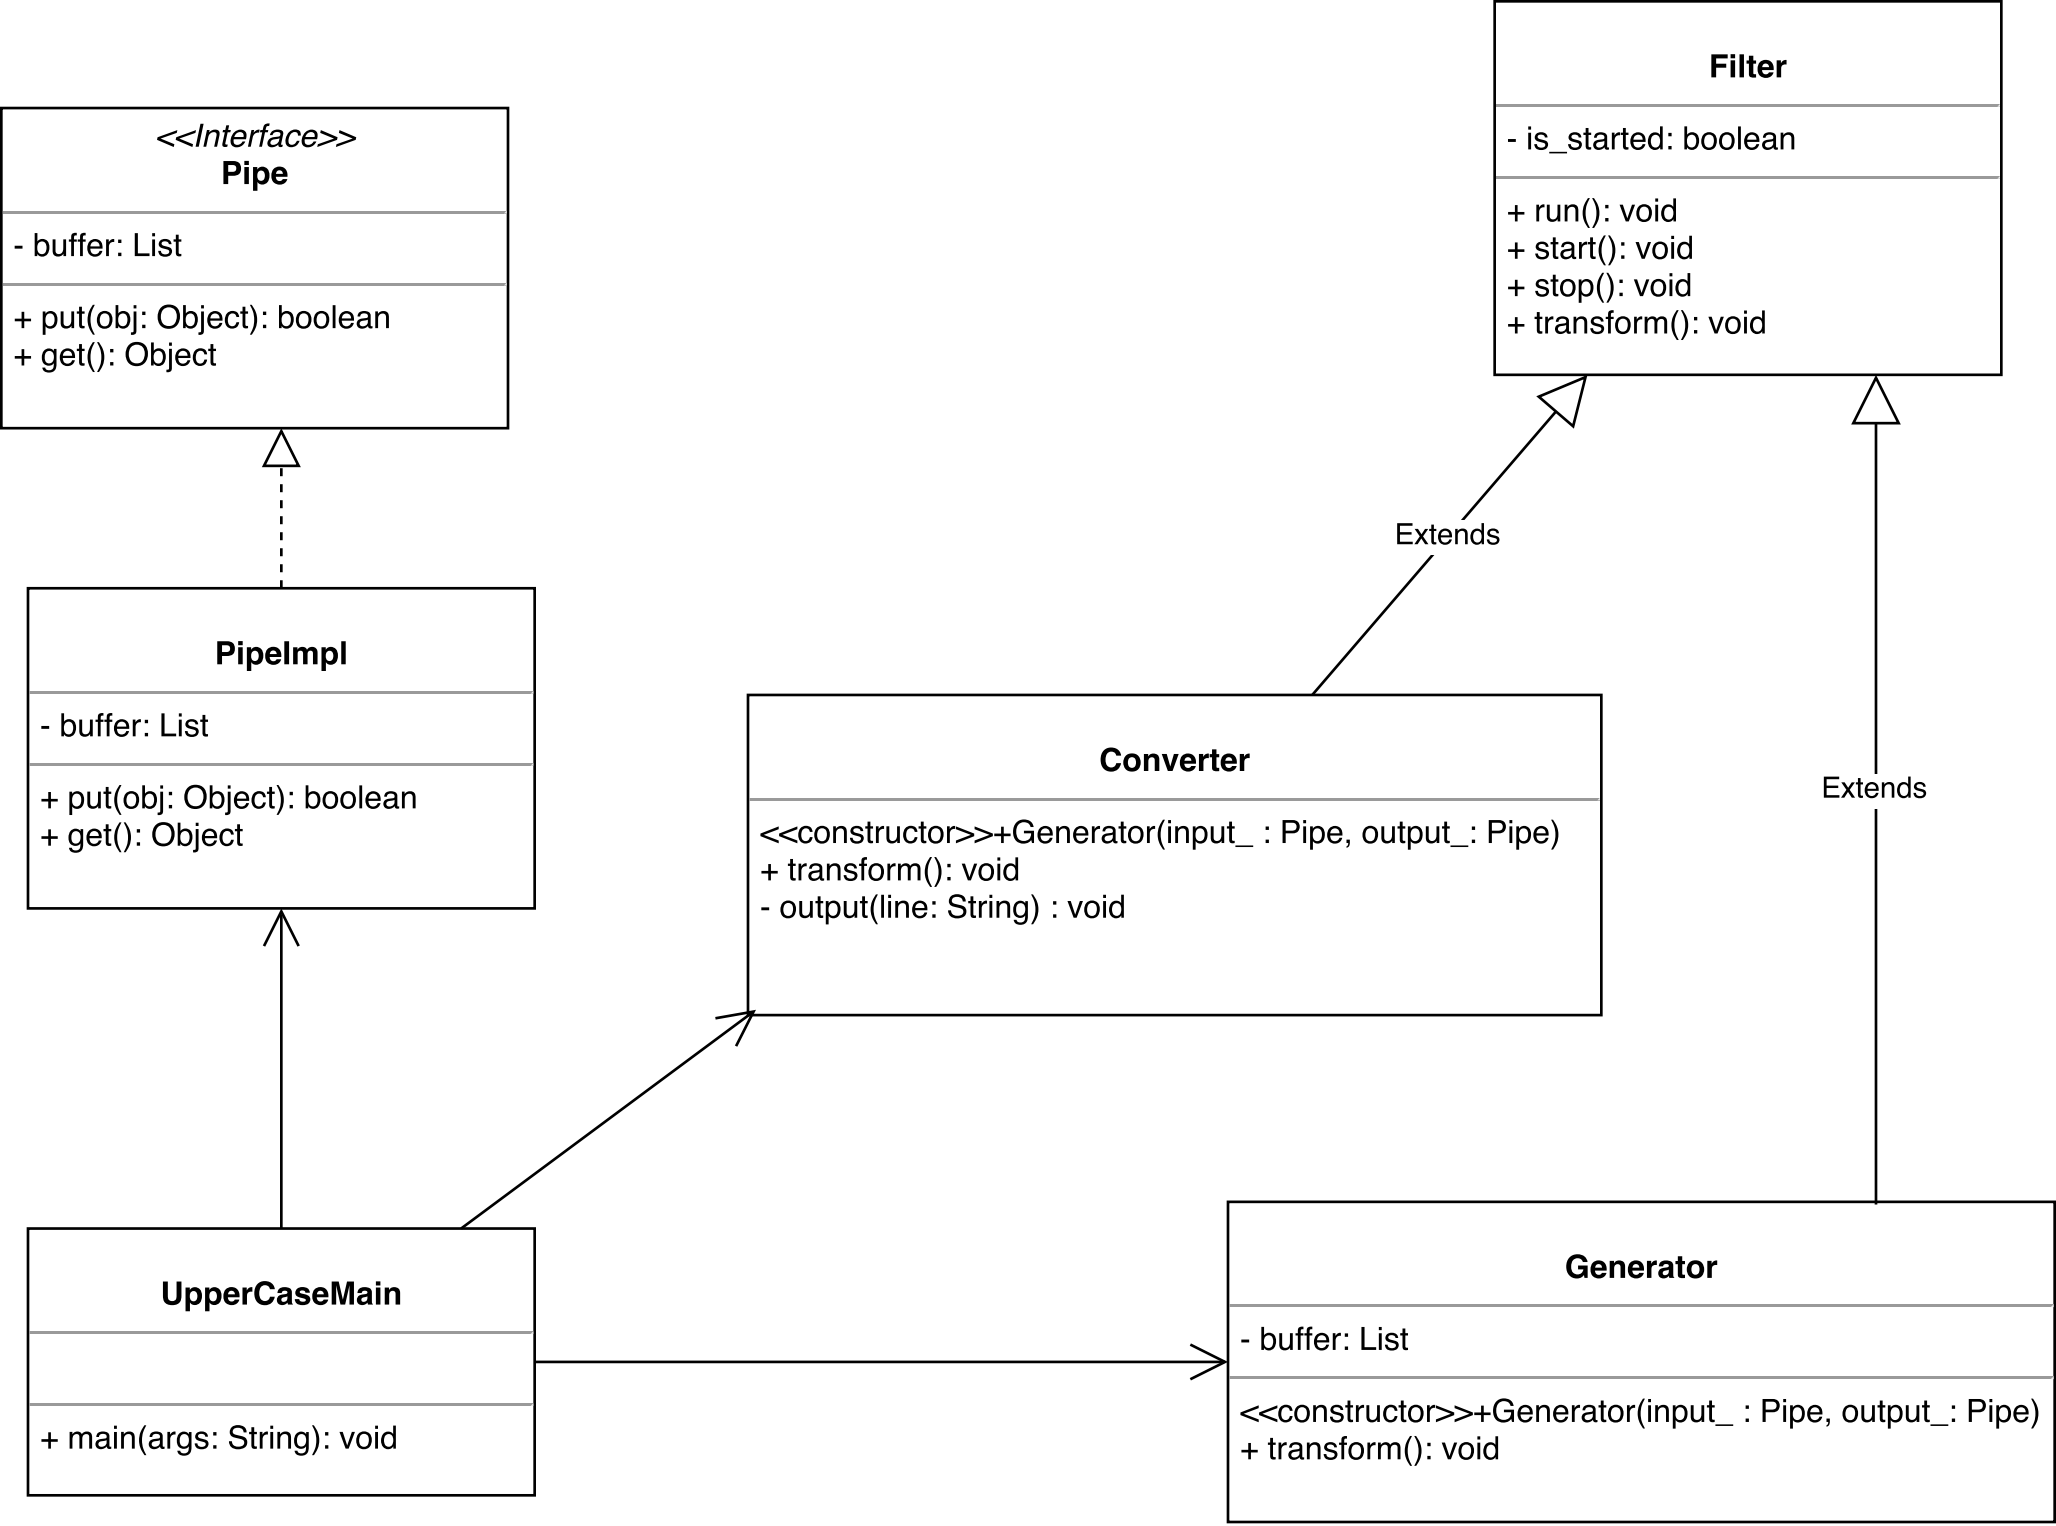 Filter
- is_started: boolean
+ run(): void
+ start(): void
+ stop(): void
+ transform(): void
<<Interface>>
Pipe
- buffer: List
+ put(obj: Object): boolean
+ get(): Object
Extends
PipeImpl
- buffer: List
+ put(obj: Object): boolean
+ get(): Object
Converter
<<constructor>>+Generator(input_ : Pipe, output_: Pipe)
+ transform(): void
- output(line: String) : void
Extends
UpperCaseMain
+ main(args: String): void
Generator
- buffer: List
<<constructor>>+Generator(input_ : Pipe, output_: Pipe)
+ transform(): void